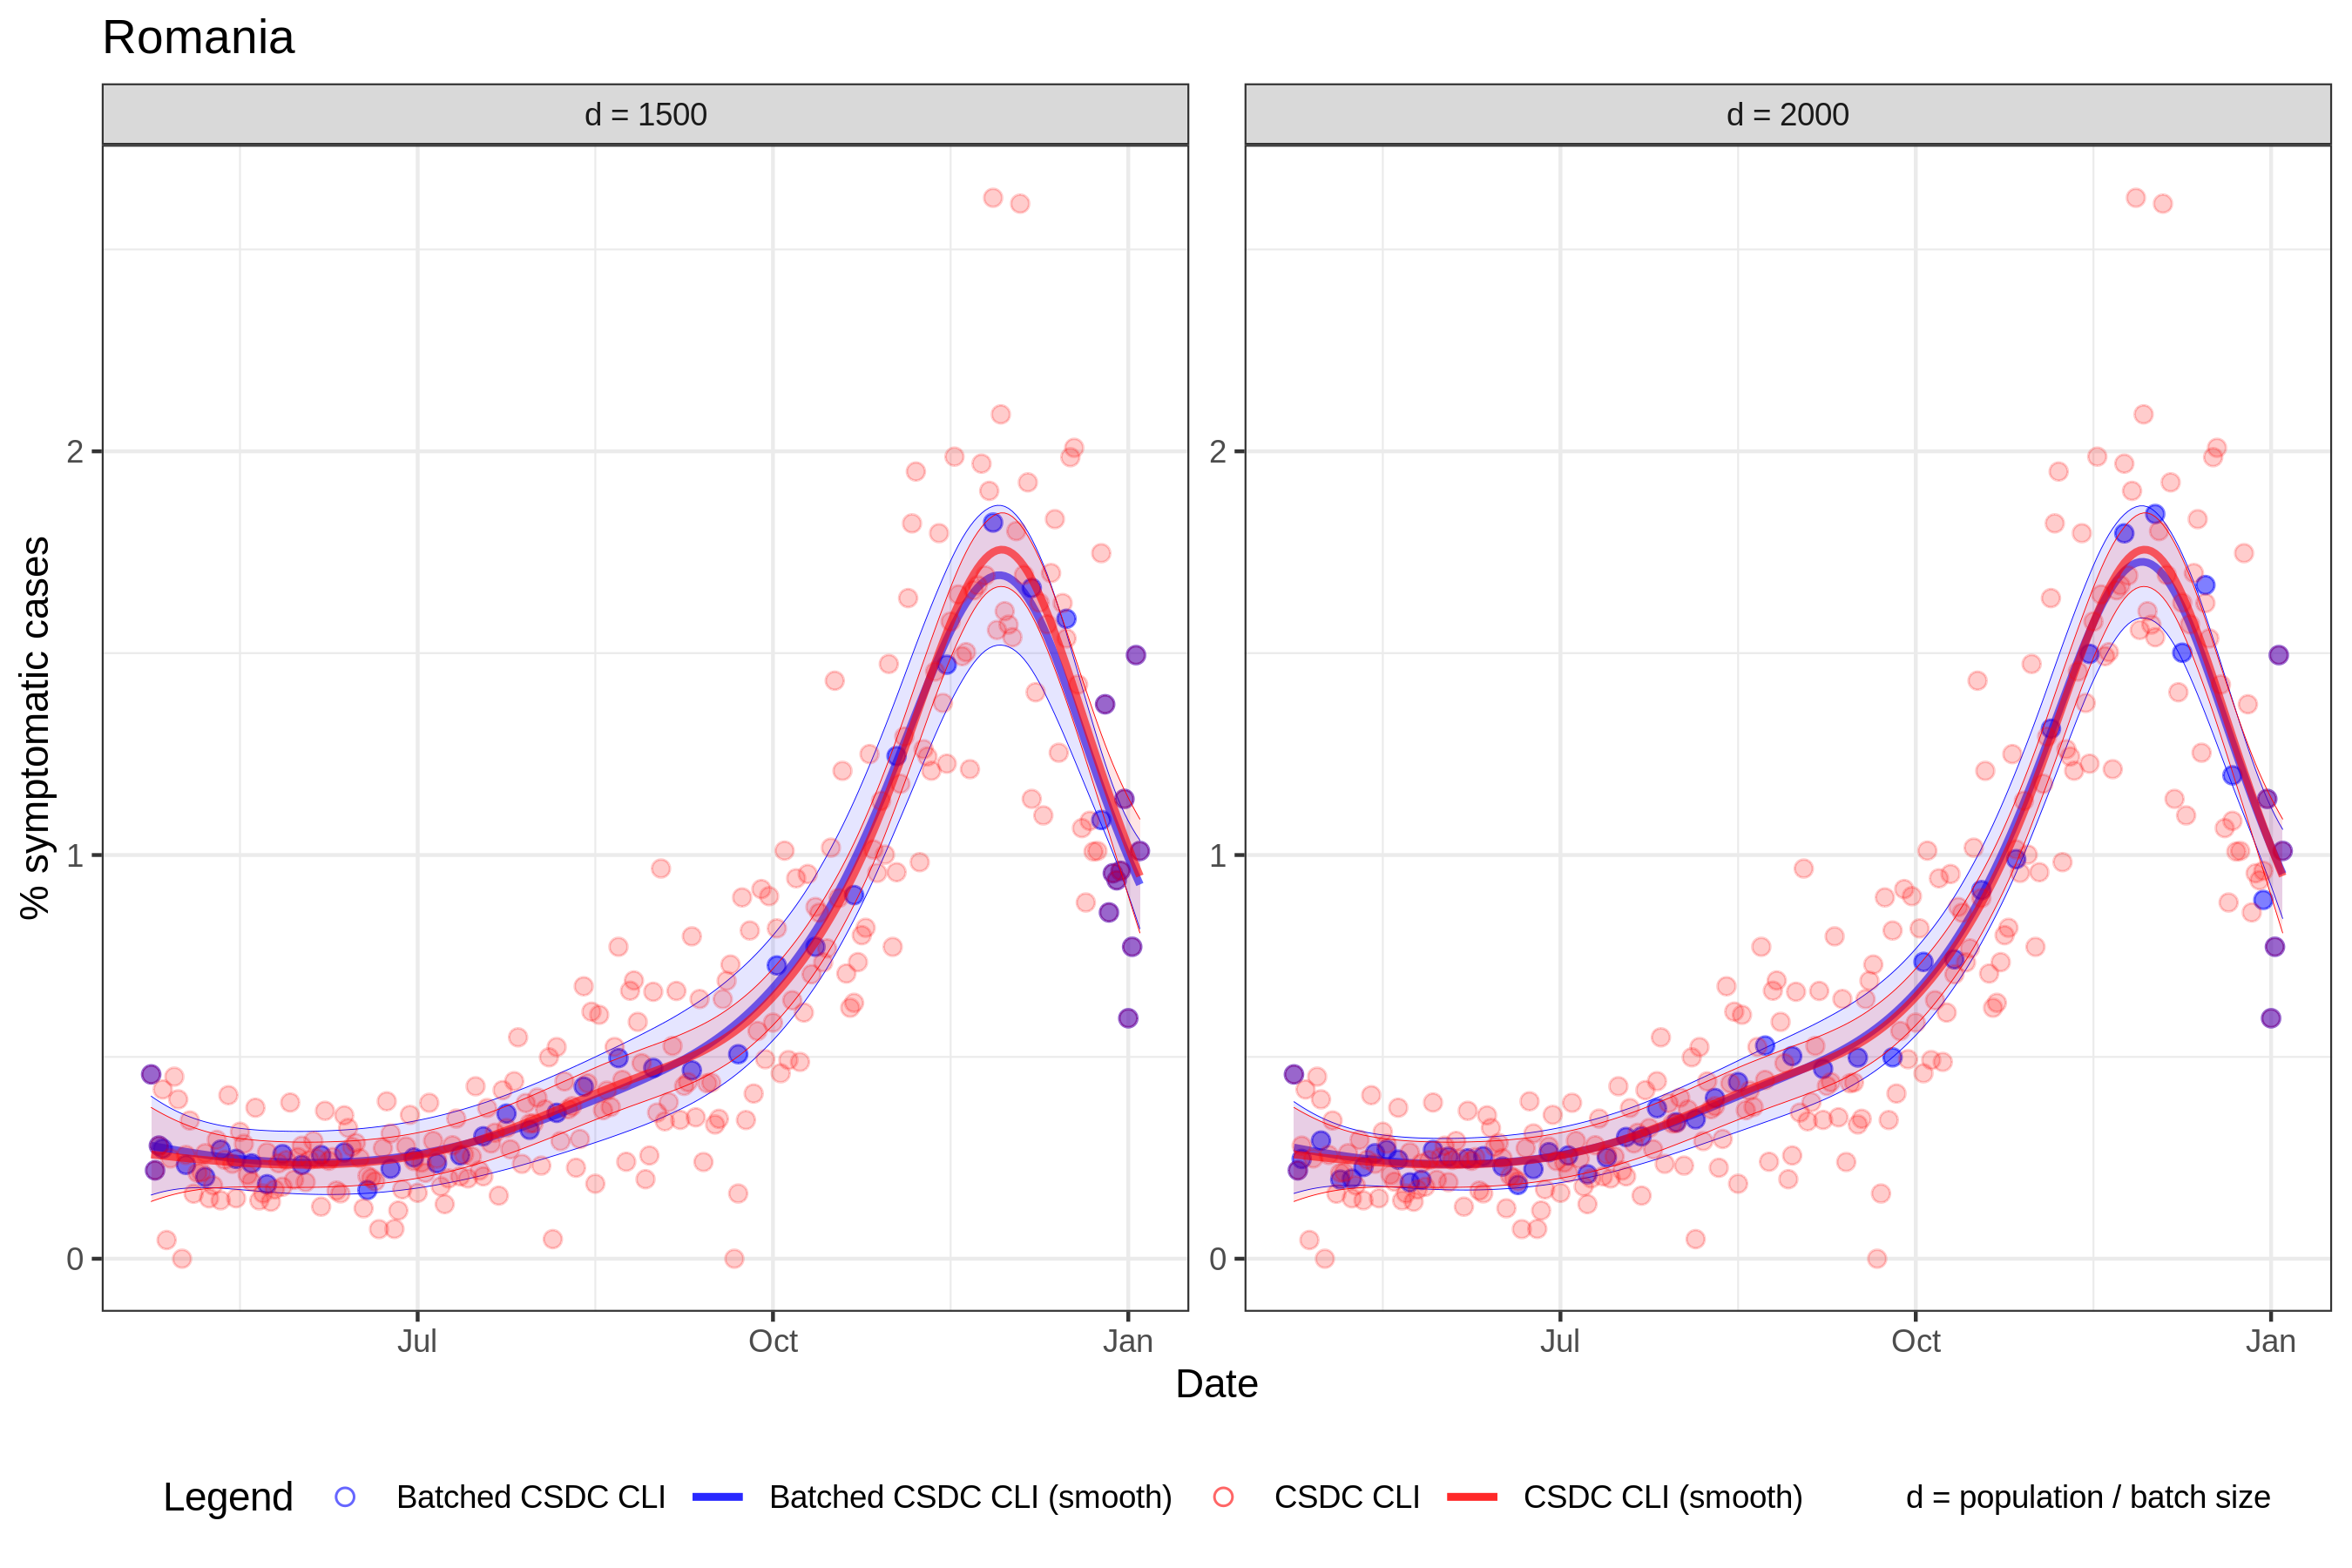 Romania
d = 1500
d = 2000
% symptomatic cases
2
1
0
2
1
0
Jul
Oct
Jan
Jul
Oct
Jan
Date
Legend
Batched CSDC CLI
Batched CSDC CLI (smooth)
CSDC CLI
CSDC CLI (smooth)
d = population / batch size